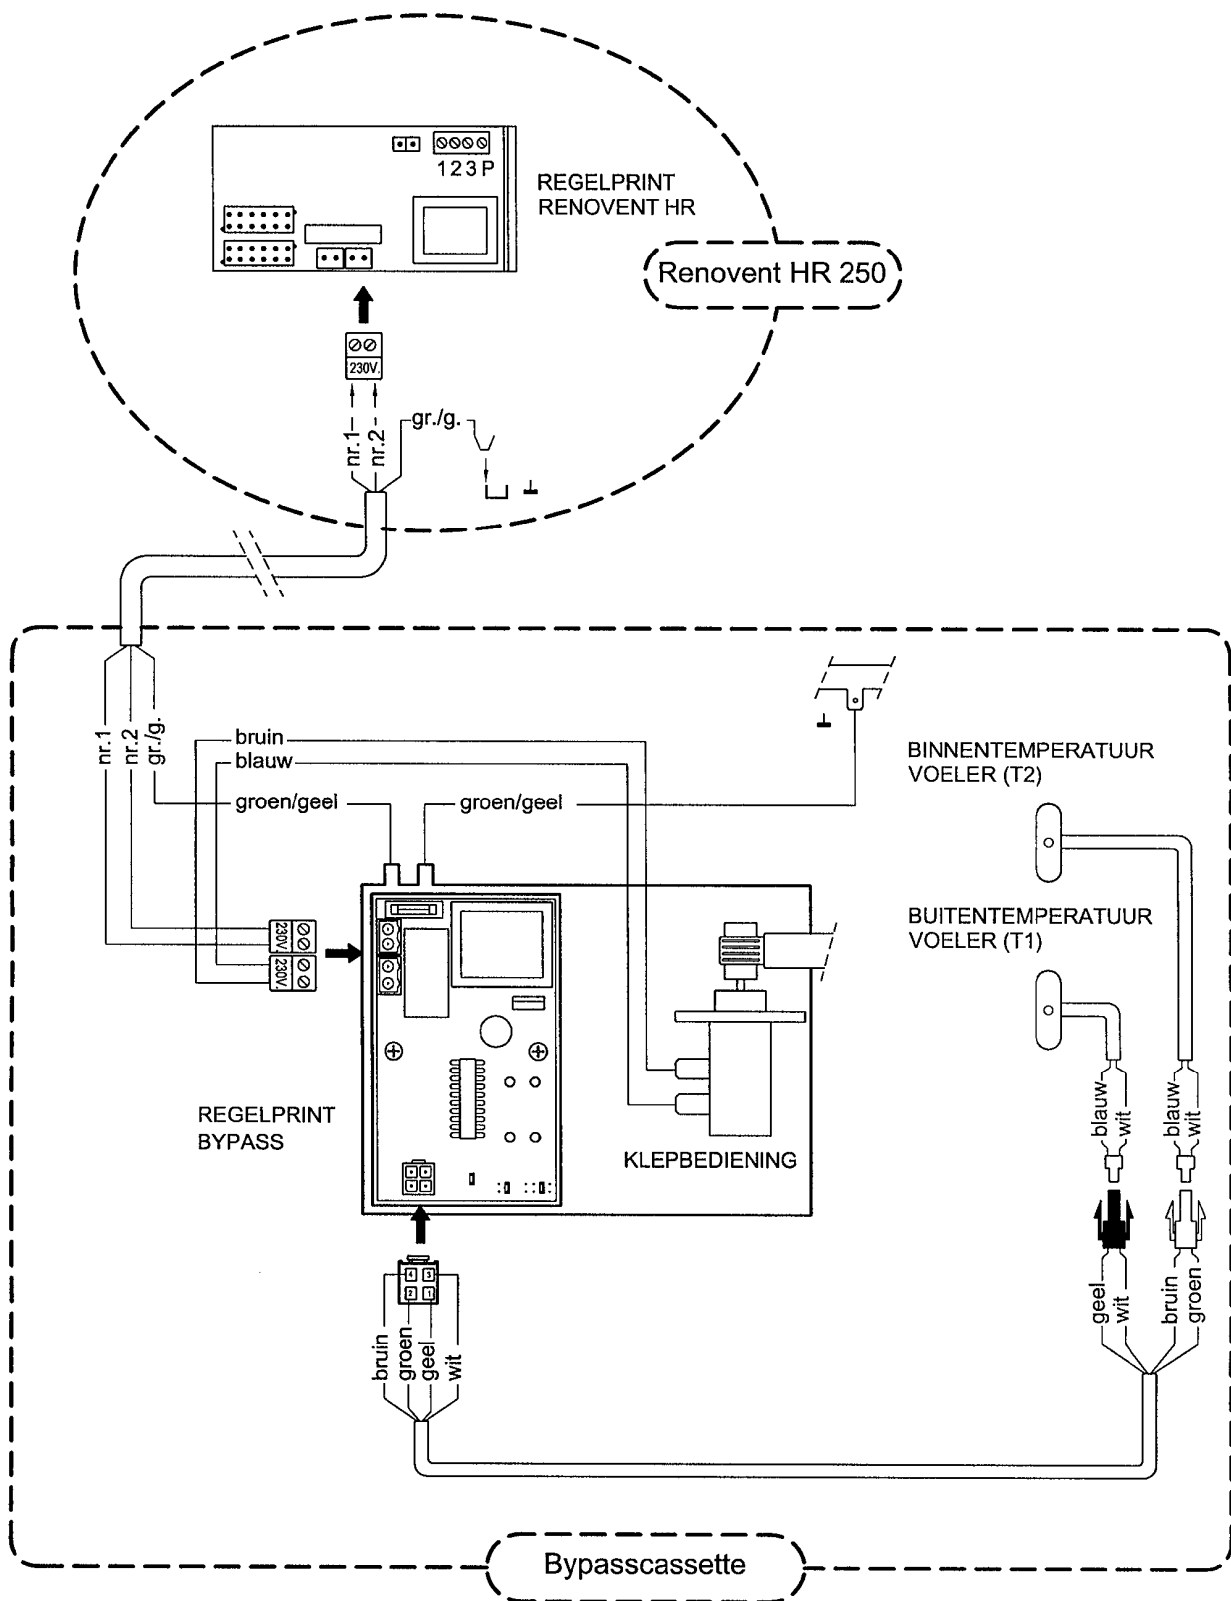 1 2 3 P
REGELPRINT
RENOVENT HR
Renovent HR 250
230V.
nr.1
nr.2
gr./g.
nr.1
nr.2
gr./g.
bruin
blauw
groen/geel
groen/geel
BINNENTEMPERATUUR
VOELER (T2)
BUITENTEMPERATUUR
VOELER (T1)
230V.
230V.
REGELPRINT
BYPASS
KLEPBEDIENING
blauw
wit
blauw
wit
4 3
2 1
geel
wit
bruin
groen
bruin
groen
geel
wit
Bypasscassette